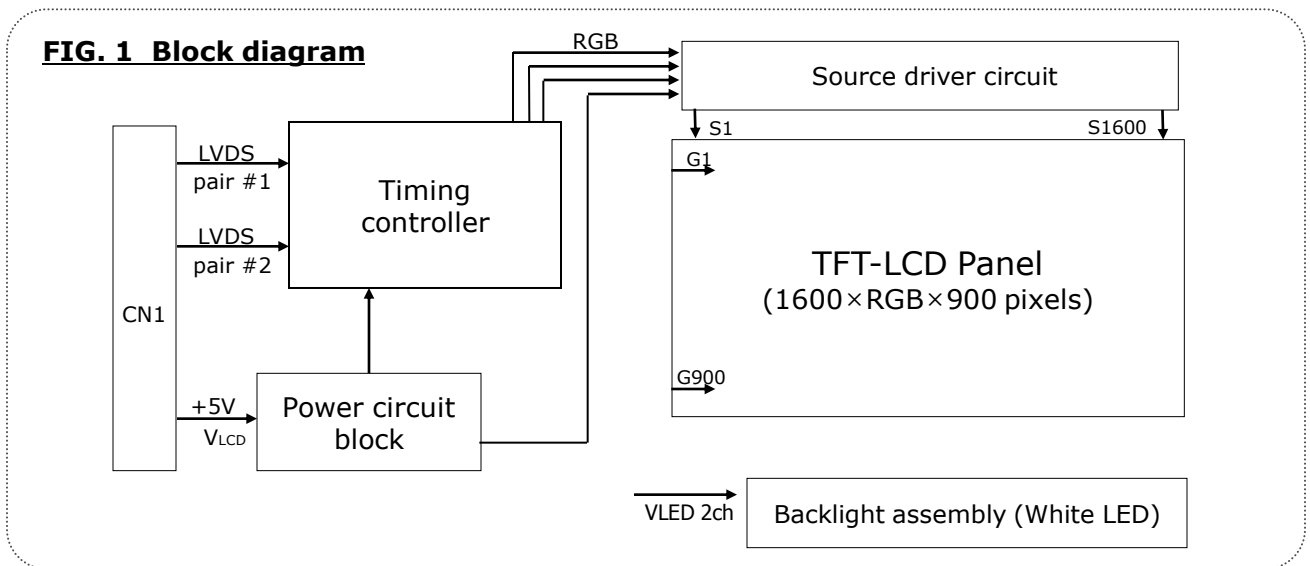 FIG. 1 Block diagram
RGB
Source driver circuit
S1
S1600
CN1
LVDS
pair #1
LVDS
pair #2
Timing
controller
G1
TFT-LCD Panel
(1600×RGB×900 pixels)
G900
+5V
VLCD
Power circuit
block
VLED 2ch
Backlight assembly (White LED)